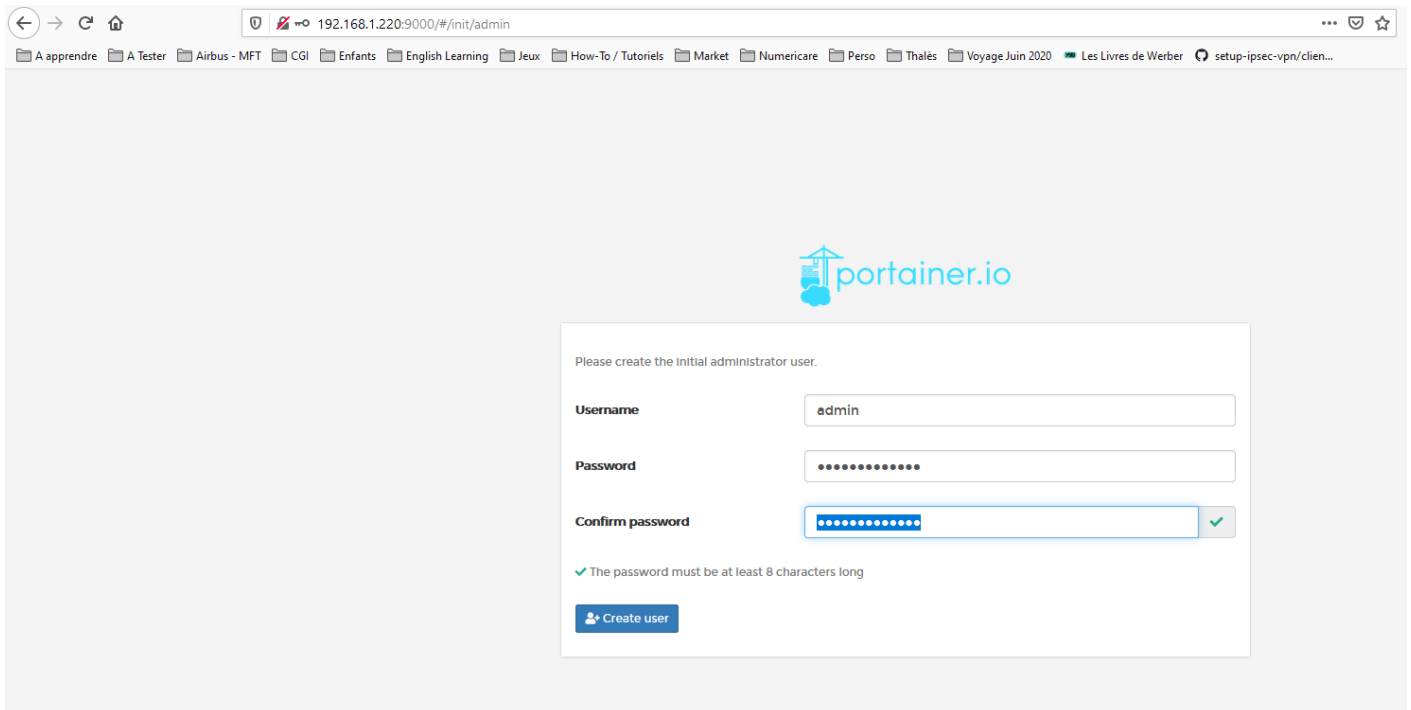 192.168.1.220:9000/#/init/admin
A apprendre A Tester Airbus - MFT CGI Enfants English Learning Jeux How-To / Tutoriels Market Numericare Perso Thalès Voyage Juin 2020 Les Livres de Werber setup-ipsec-vpn/clien...
portainer.io
Please create the initial administrator user.
Username admin
Password •••••••••••••
Confirm password •••••••••••••
The password must be at least 8 characters long
Create user